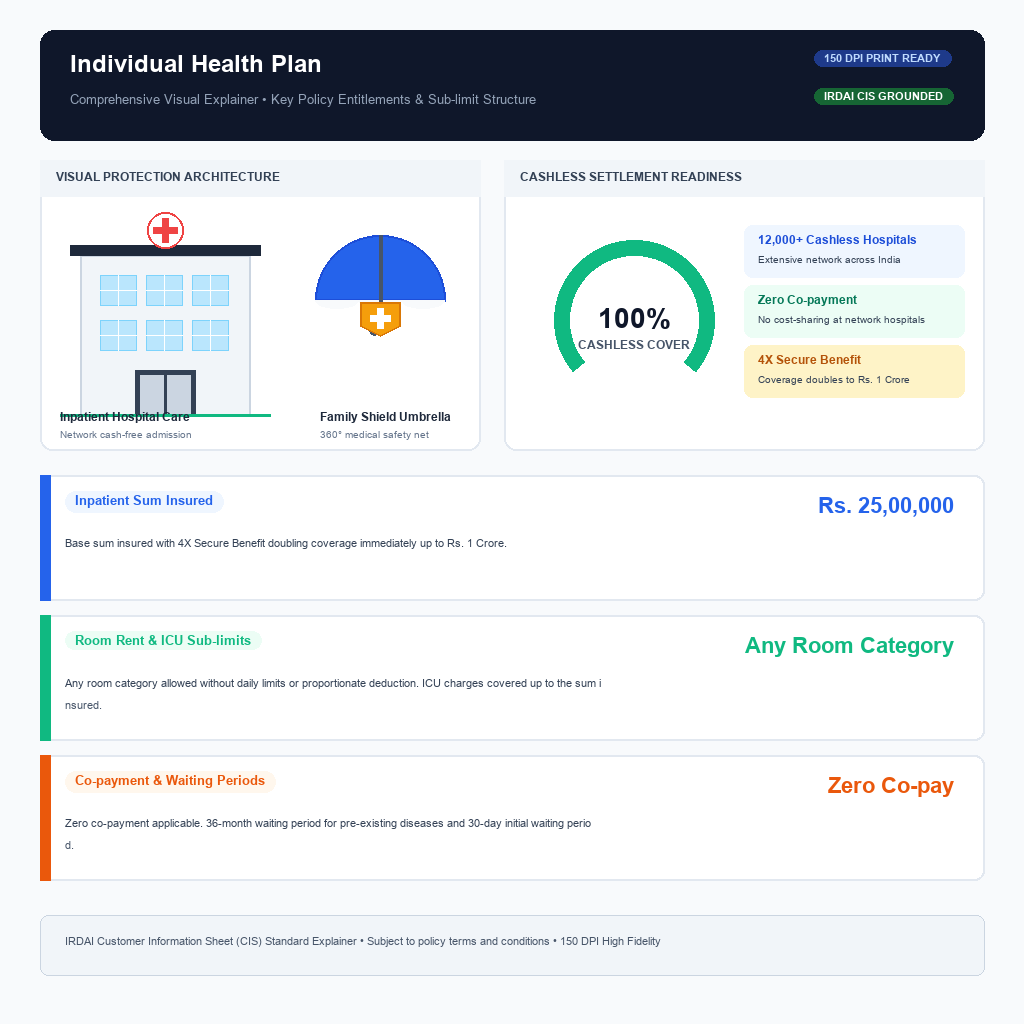 Individual Health Plan
Comprehensive Visual Explainer • Key Policy Entitlements & Sub-limit Structure
150 DPI PRINT READY
IRDAI CIS GROUNDED
VISUAL PROTECTION ARCHITECTURE
Inpatient Hospital Care
Network cash-free admission
Family Shield Umbrella
360° medical safety net
CASHLESS SETTLEMENT READINESS
100%
CASHLESS COVER
12,000+ Cashless Hospitals
Extensive network across India
Zero Co-payment
No cost-sharing at network hospitals
4X Secure Benefit
Coverage doubles to Rs. 1 Crore
Inpatient Sum Insured
Rs. 25,00,000
Base sum insured with 4X Secure Benefit doubling coverage immediately up to Rs. 1 Crore.
Room Rent & ICU Sub-limits
Any Room Category
Any room category allowed without daily limits or proportionate deduction. ICU charges covered up to the sum i
nsured.
Co-payment & Waiting Periods
Zero Co-pay
Zero co-payment applicable. 36-month waiting period for pre-existing diseases and 30-day initial waiting perio
d.
IRDAI Customer Information Sheet (CIS) Standard Explainer • Subject to policy terms and conditions • 150 DPI High Fidelity